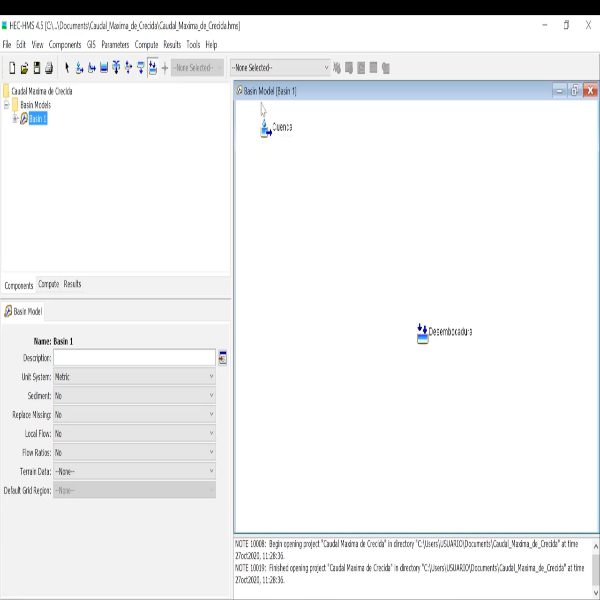 HEC-HMS 4.5 [C:\...\Documents\Caudal_Maxima_de_Crecida\Caudal_Maxima_de_Crecida.hms]
File Edit View Components GIS Parameters Compute Results Tools Help
--None Selected-- --None Selected--
Caudal Maxima de Crecida
Basin Models
Basin 1
Basin Model [Basin 1]
Cuenca
Desembocadura
Components Compute Results
Basin Model
Name: Basin 1
Description:
Unit System: Metric
Sediment: No
Replace Missing: No
Local Flow: No
Flow Ratios: No
Terrain Data: --None--
Default Grid Region: --None--
NOTE 10008: Begin opening project "Caudal Maxima de Crecida" in directory "C:\Users\USUARIO\Documents\Caudal_Maxima_de_Crecida" at time
27oct2020, 11:28:36.
NOTE 10019: Finished opening project "Caudal Maxima de Crecida" in directory "C:\Users\USUARIO\Documents\Caudal_Maxima_de_Crecida" at time
27oct2020, 11:28:36.